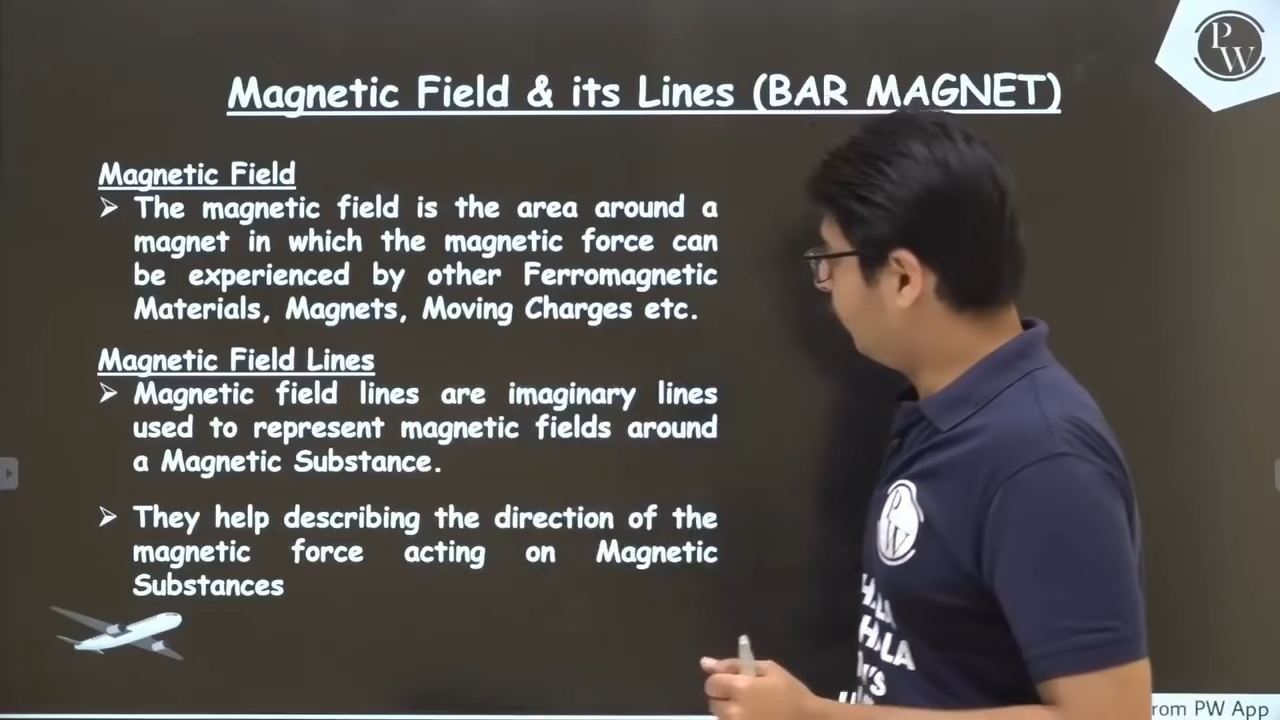 PW
Magnetic Field & its Lines (BAR MAGNET)
Magnetic Field
➢ The magnetic field is the area around a
magnet in which the magnetic force can
be experienced by other Ferromagnetic
Materials, Magnets, Moving Charges etc.
Magnetic Field Lines
➢ Magnetic field lines are imaginary lines
used to represent magnetic fields around
a Magnetic Substance.
➢ They help describing the direction of the
magnetic force acting on Magnetic
Substances
rom PW App